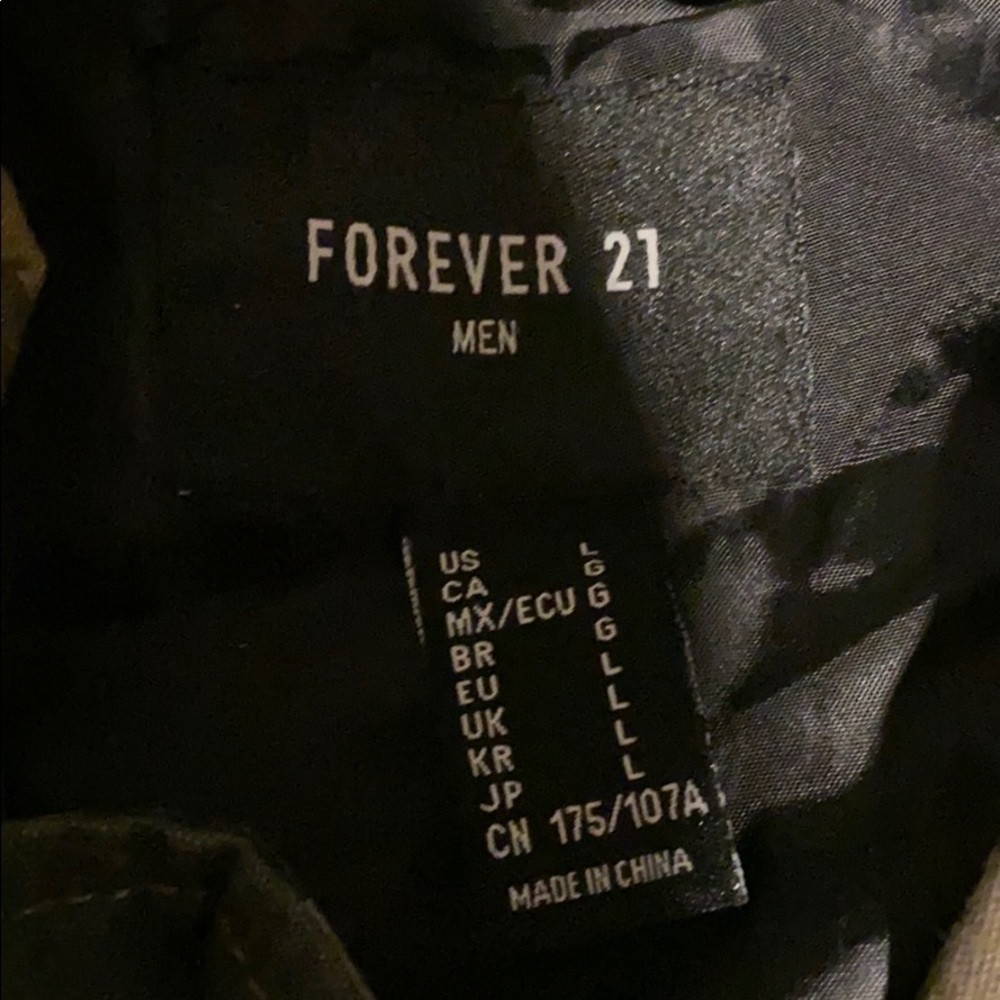 FOREVER 21
MEN
US L
CA G
MX/ECU G
BR G
EU L
UK L
KR L
JP L
CN 175/107A
MADE IN CHINA